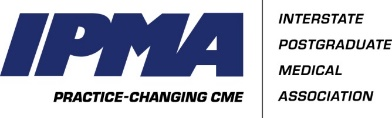 IPMA
PRACTICE-CHANGING CME
INTERSTATE
POSTGRADUATE
MEDICAL
ASSOCIATION